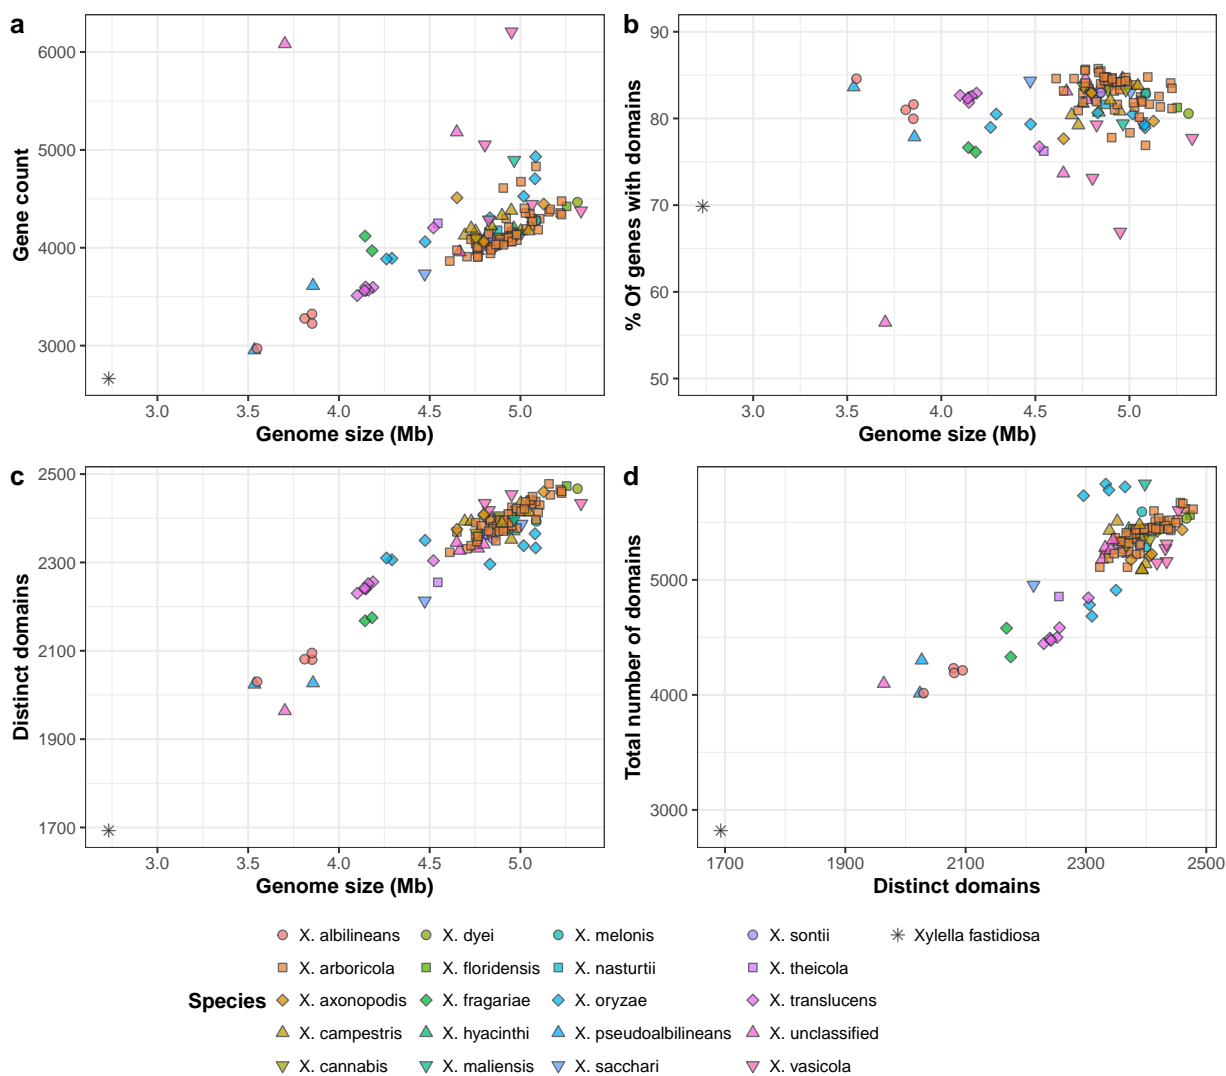 a
Gene count
6000
5000
4000
3000
3.0 3.5 4.0 4.5 5.0
Genome size (Mb)
b
% Of genes with domains
90
80
70
60
50
3.0 3.5 4.0 4.5 5.0
Genome size (Mb)
c
Distinct domains
2500
2300
2100
1900
1700
3.0 3.5 4.0 4.5 5.0
Genome size (Mb)
d
Total number of domains
5000
4000
3000
1700 1900 2100 2300 2500
Distinct domains
Species
X. albilineans X. dyei X. melonis X. sontii Xylella fastidiosa
X. arboricola X. floridensis X. nasturtii X. theicola
X. axonopodis X. fragariae X. oryzae X. translucens
X. campestris X. hyacinthi X. pseudoalbilineans X. unclassified
X. cannabis X. maliensis X. sacchari X. vasicola